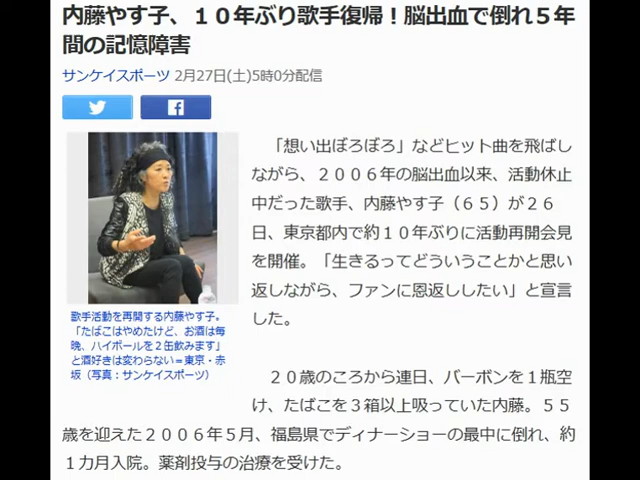 内藤やす子、１０年ぶり歌手復帰！脳出血で倒れ５年
間の記憶障害
サンケイスポーツ 2月27日(土)5時0分配信
「想い出ぼろぼろ」などヒット曲を飛ばし
ながら、２００６年の脳出血以来、活動休止
中だった歌手、内藤やす子（６５）が２６
日、東京都内で約１０年ぶりに活動再開会見
を開催。「生きるってどういうことかと思い
返しながら、ファンに恩返ししたい」と宣言
した。
歌手活動を再開する内藤やす子。
「たばこはやめたけど、お酒は毎
晩、ハイボールを２缶飲みます」
と酒好きは変わらない＝東京・赤
坂（写真：サンケイスポーツ）
２０歳のころから連日、バーボンを１瓶空
け、たばこを３箱以上吸っていた内藤。５５
歳を迎えた２００６年５月、福島県でディナーショーの最中に倒れ、約
１カ月入院。薬剤投与の治療を受けた。